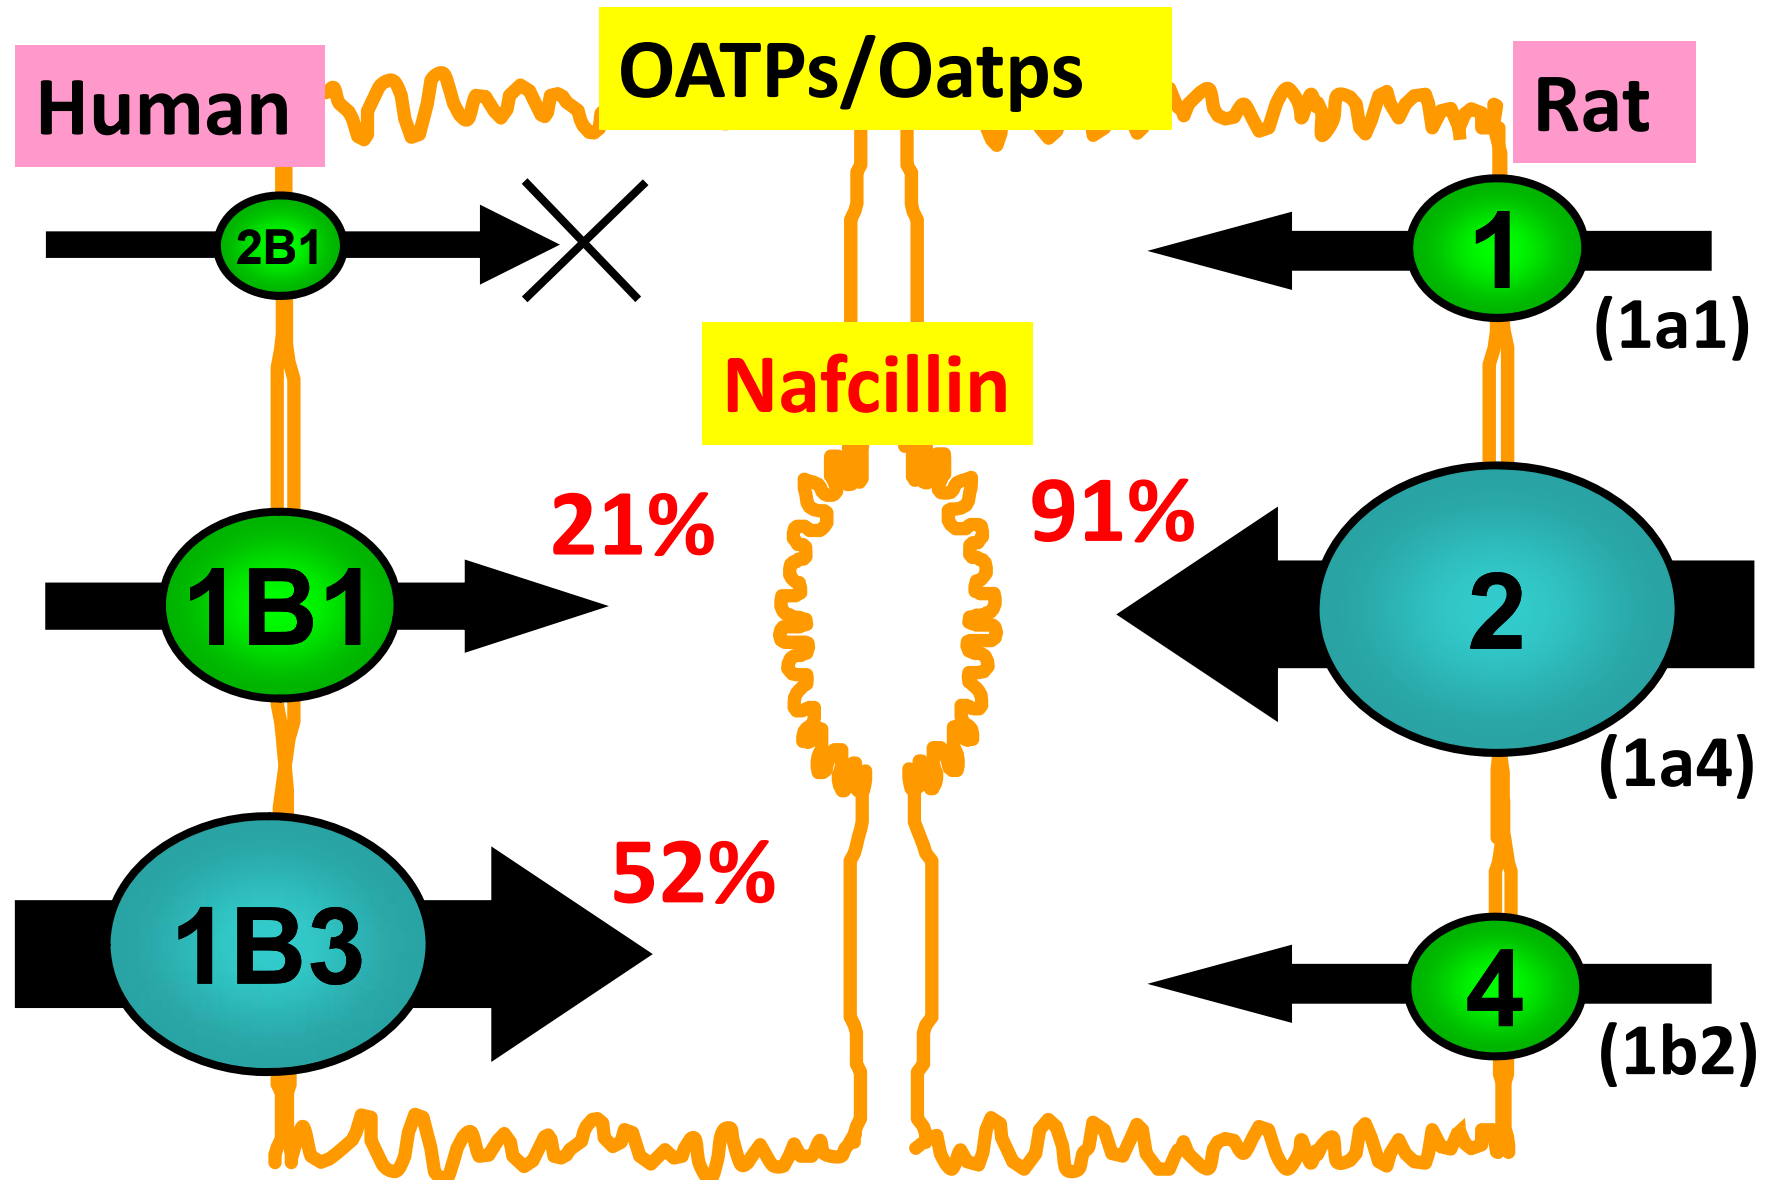 OATPs/Oatps
Human
Rat
2B1
1
(1a1)
Nafcillin
21%
91%
1B1
2
(1a4)
52%
1B3
4
(1b2)